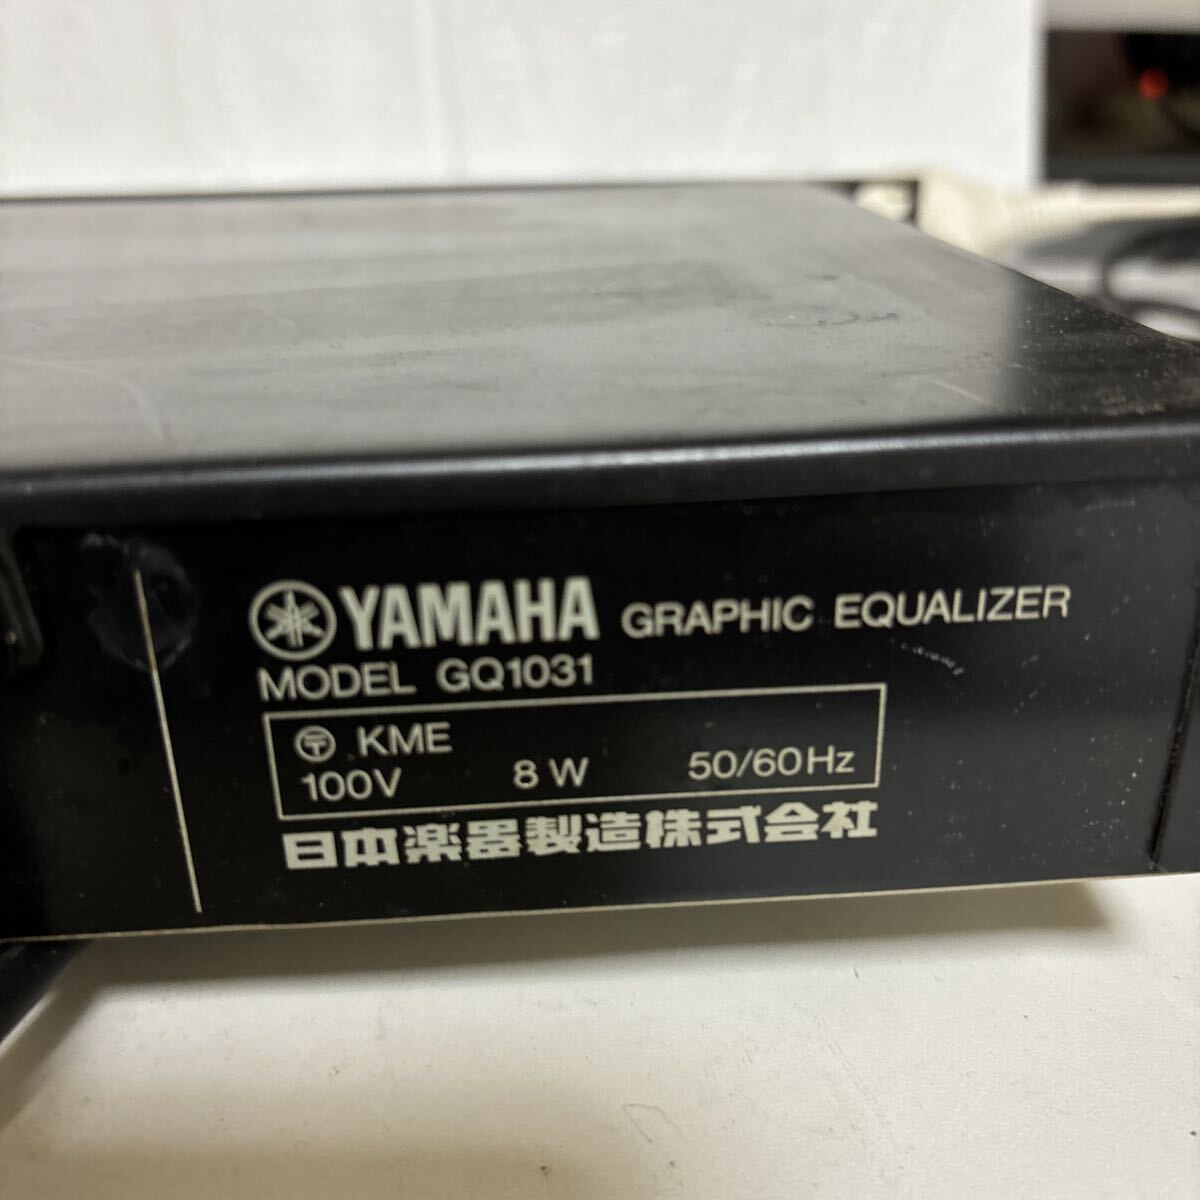 YAMAHA GRAPHIC EQUALIZER
MODEL GQ1031
〒 KME
100V 8W 50/60Hz
日本楽器製造株式会社